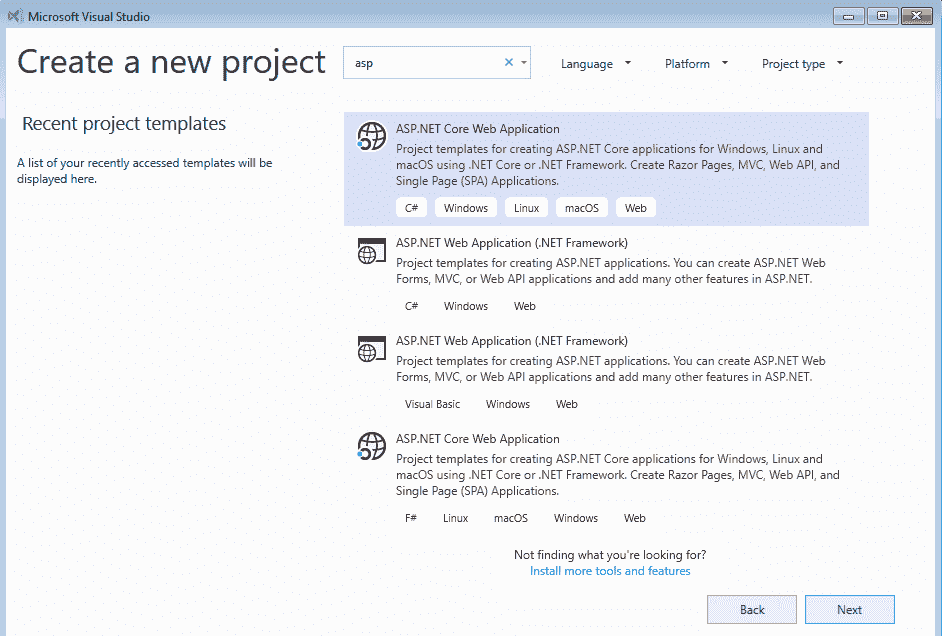 Microsoft Visual Studio
Create a new project
asp
Language
Platform
Project type
Recent project templates
A list of your recently accessed templates will be
displayed here.
ASP.NET Core Web Application
Project templates for creating ASP.NET Core applications for Windows, Linux and
macOS using .NET Core or .NET Framework. Create Razor Pages, MVC, Web API, and
Single Page (SPA) Applications.
C# Windows Linux macOS Web
ASP.NET Web Application (.NET Framework)
Project templates for creating ASP.NET applications. You can create ASP.NET Web
Forms, MVC, or Web API applications and add many other features in ASP.NET.
C# Windows Web
ASP.NET Web Application (.NET Framework)
Project templates for creating ASP.NET applications. You can create ASP.NET Web
Forms, MVC, or Web API applications and add many other features in ASP.NET.
Visual Basic Windows Web
ASP.NET Core Web Application
Project templates for creating ASP.NET Core applications for Windows, Linux and
macOS using .NET Core or .NET Framework. Create Razor Pages, MVC, Web API, and
Single Page (SPA) Applications.
F# Linux macOS Windows Web
Not finding what you're looking for?
Install more tools and features
Back
Next